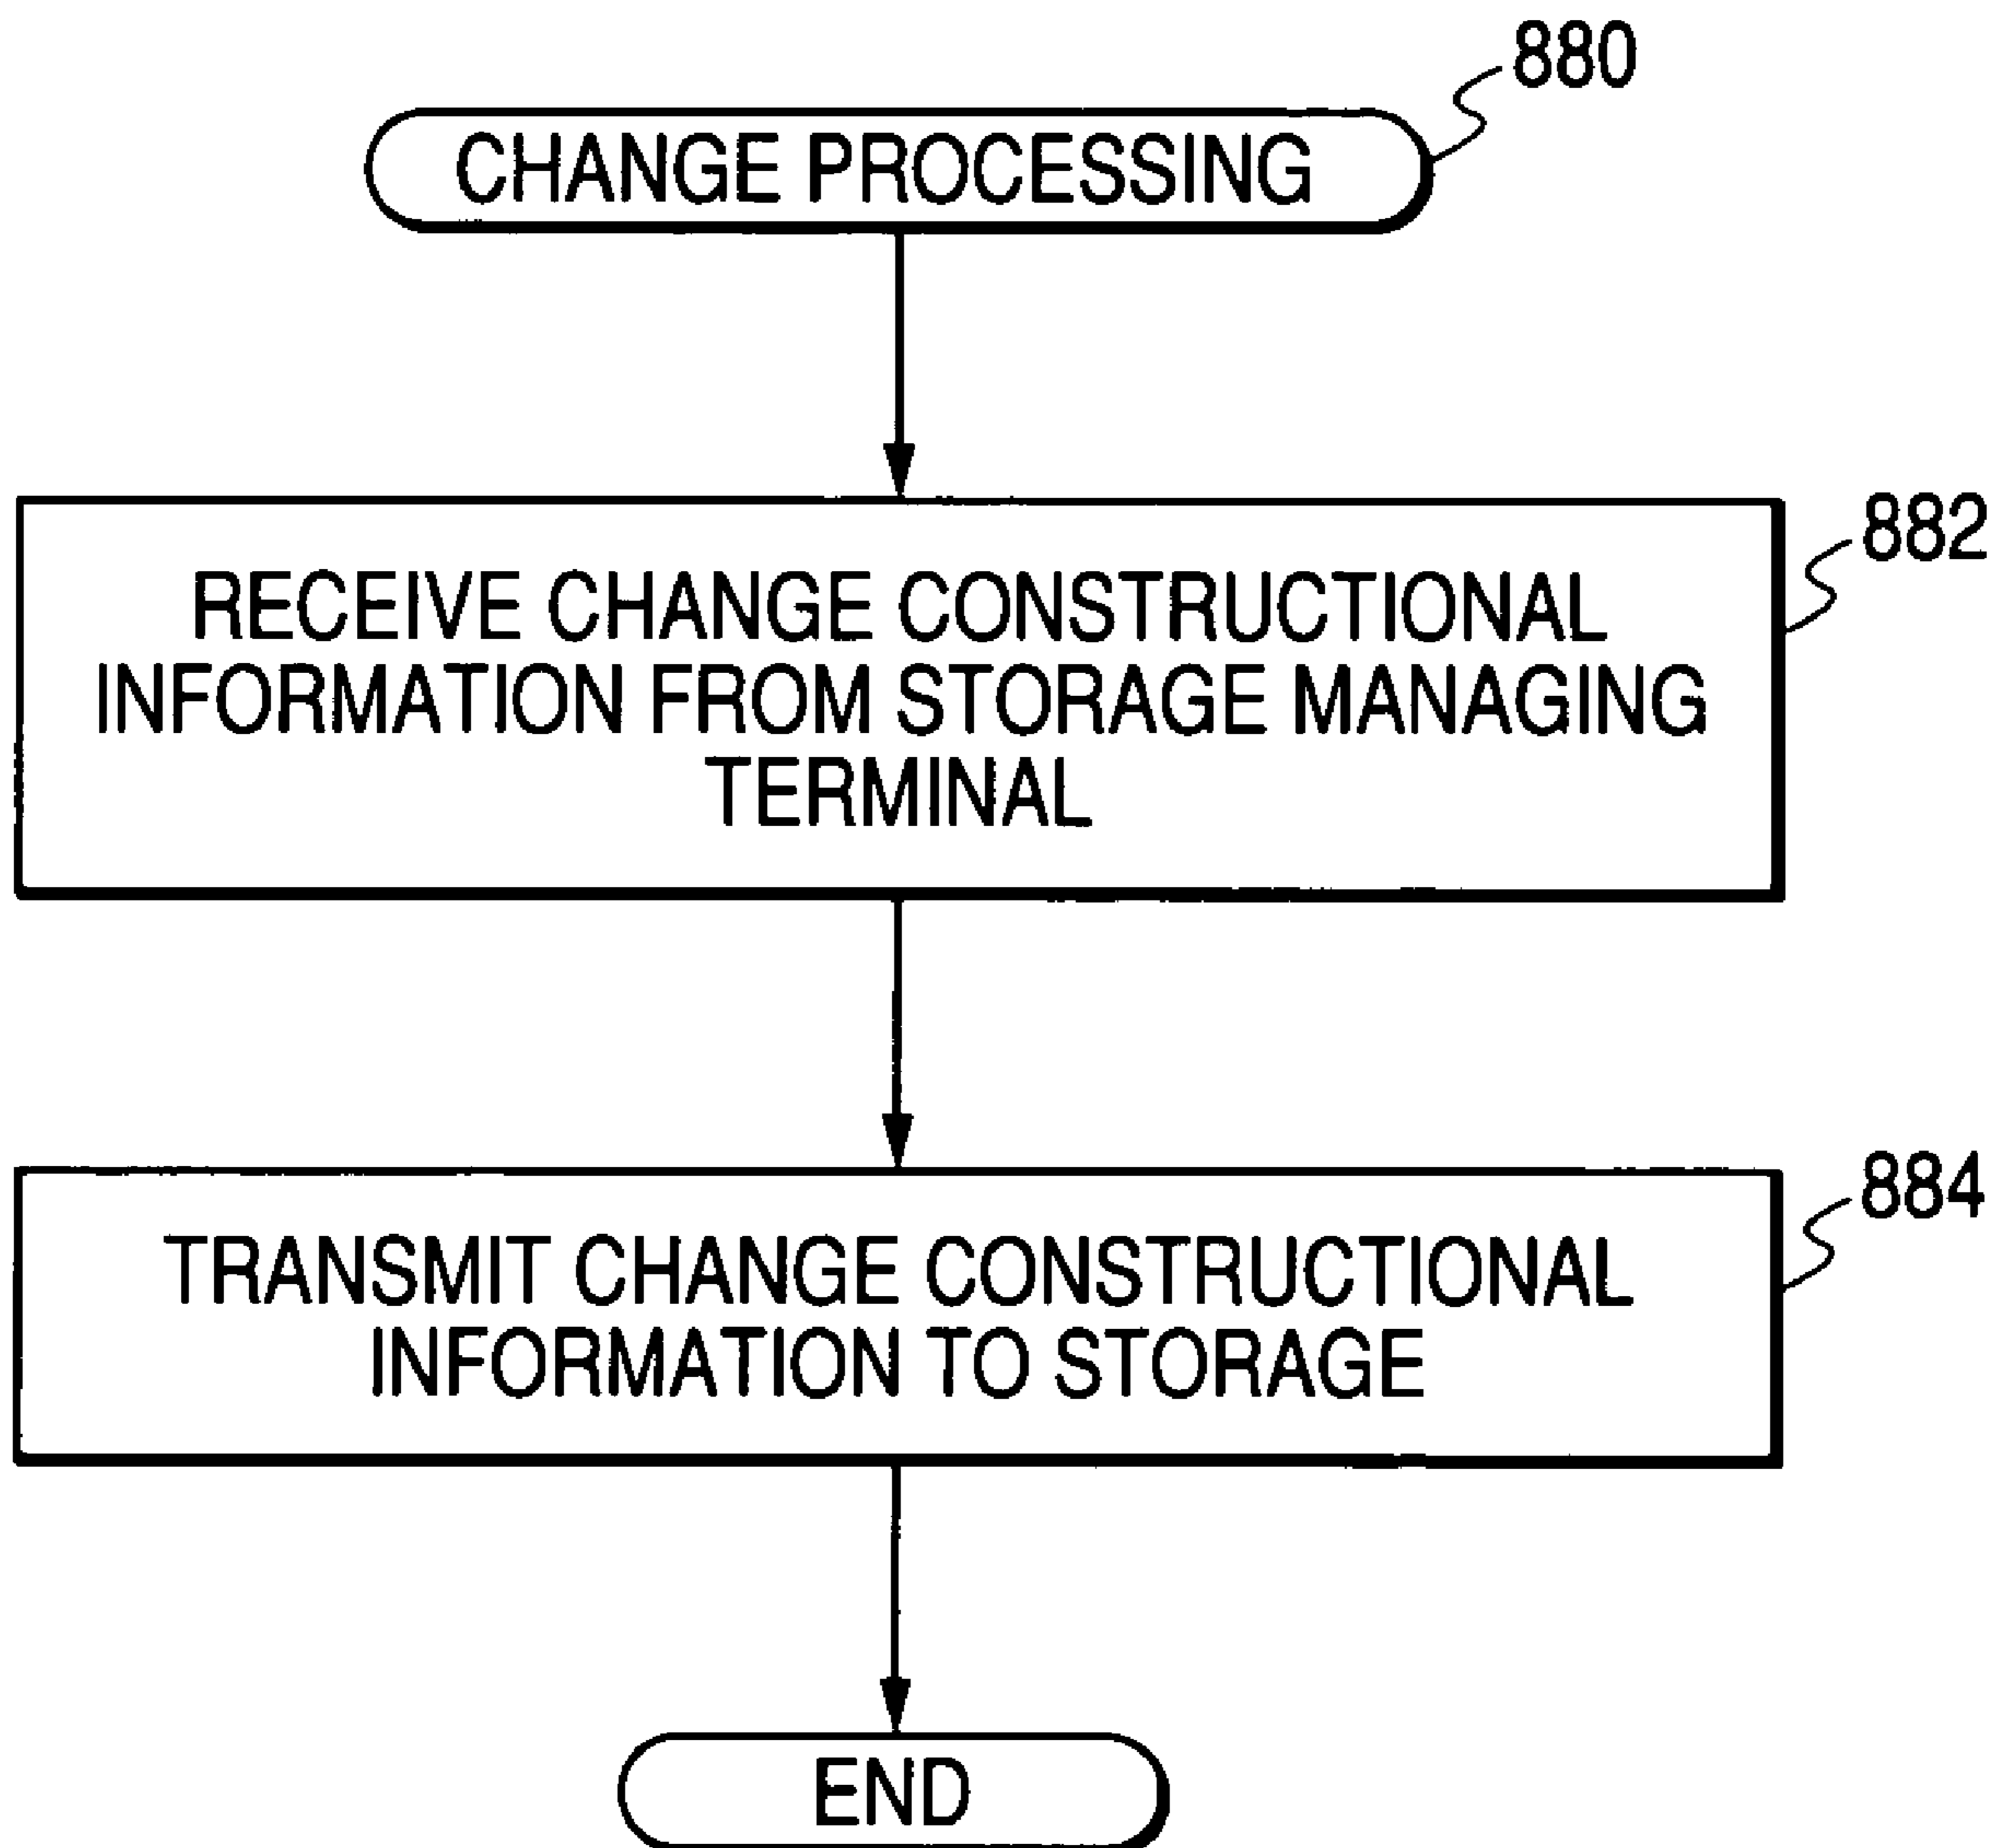 880
CHANGE PROCESSING
882
RECEIVE CHANGE CONSTRUCTIONAL
INFORMATION FROM STORAGE MANAGING
TERMINAL
884
TRANSMIT CHANGE CONSTRUCTIONAL
INFORMATION TO STORAGE
END